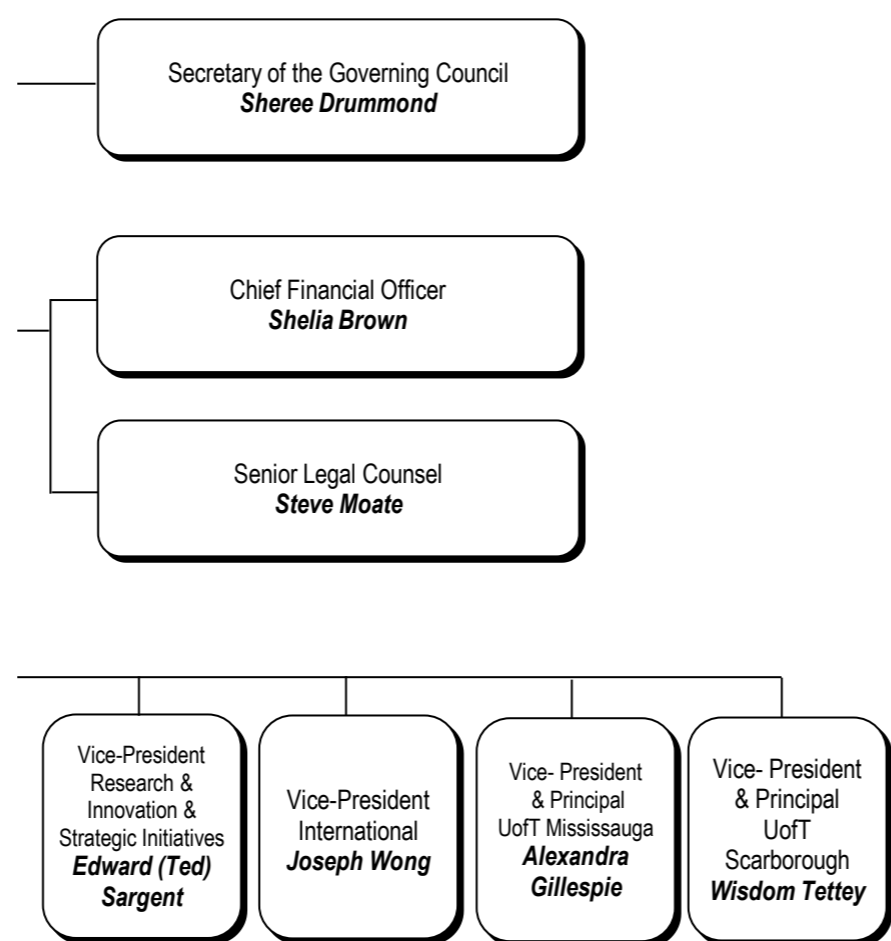 Secretary of the Governing Council
Sheree Drummond
Chief Financial Officer
Shelia Brown
Senior Legal Counsel
Steve Moate
Vice-President
Research &
Innovation &
Strategic Initiatives
Edward (Ted)
Sargent
Vice-President
International
Joseph Wong
Vice- President
& Principal
UofT Mississauga
Alexandra
Gillespie
Vice- President
& Principal
UofT
Scarborough
Wisdom Tettey